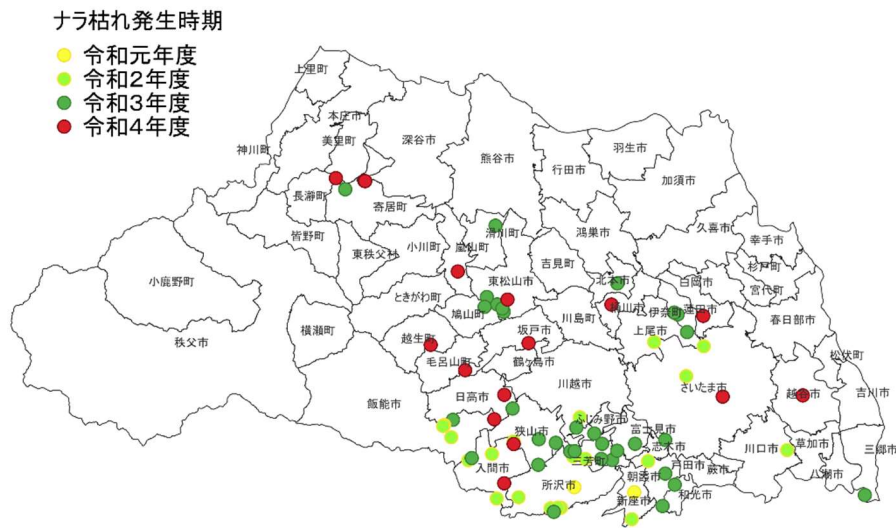 ナラ枯れ発生時期
令和元年度
令和２年度
令和３年度
令和４年度
上里町
本庄市
神川町
美里町
深谷市
熊谷市
行田市
羽生市
加須市
長瀞町
寄居町
皆野町
東秩父村
小川町
嵐山町
滑川町
吉見町
鴻巣市
久喜市
幸手市
杉戸町
宮代町
白岡市
小鹿野町
秩父市
横瀬町
ときがわ町
鳩山町
東松山市
川島町
北本市
桶川市
伊奈町
蓮田市
上尾市
春日部市
松伏町
越生町
毛呂山町
坂戸市
鶴ヶ島市
川越市
さいたま市
越谷市
吉川市
飯能市
日高市
狭山市
ふじみ野市
富士見市
志木市
川口市
草加市
三郷市
入間市
所沢市
三芳町
朝霞市
戸田市
蕨市
八潮市
新座市
和光市